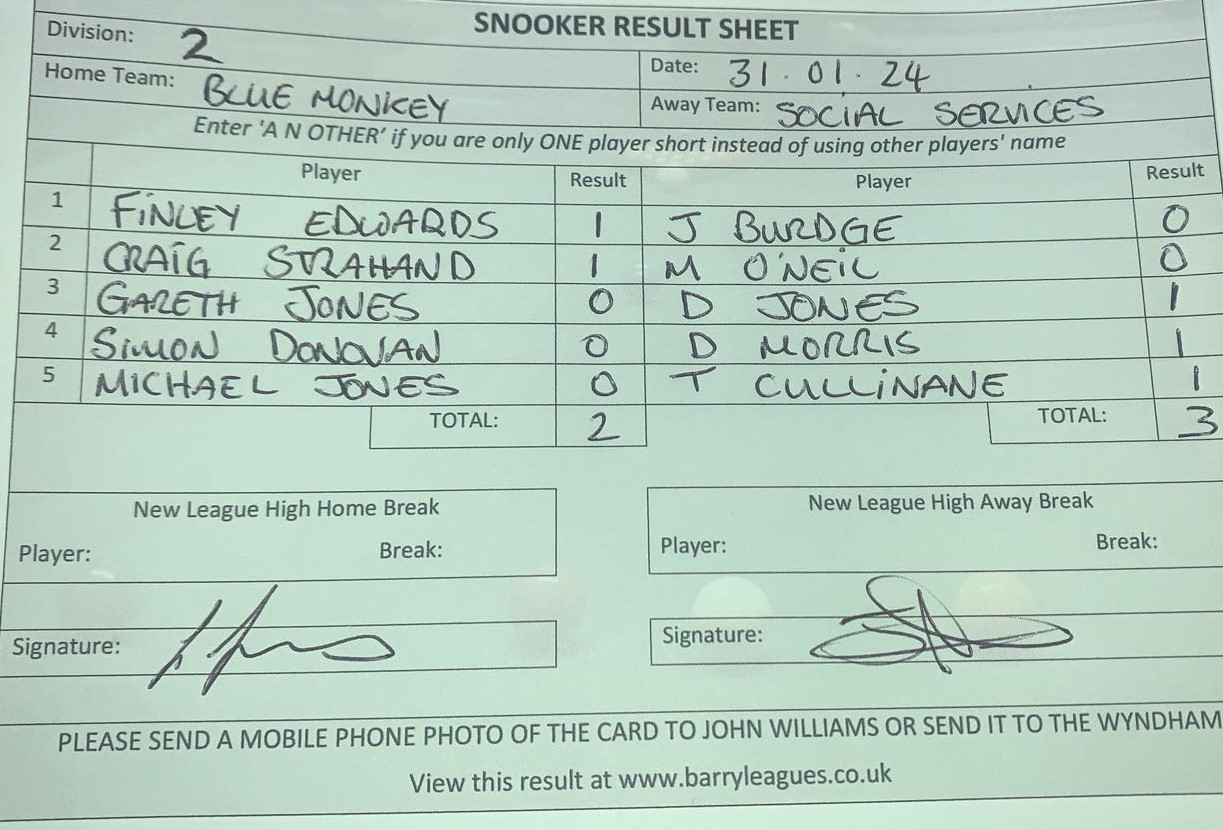 SNOOKER RESULT SHEET
Division: 2
Home Team: BLUE MONKEY
Date: 31.01.24
Away Team: SOCIAL SERVICES
Enter 'A N OTHER' if you are only ONE player short instead of using other players' name
Player Result Player Result
1 FiNLEY EDWARDS 1 J BURDGE 0
2 CRAiG STRAHAND 1 M O'NEiL 0
3 GARETH JONES 0 D JONES 1
4 SiMON DONOVAN 0 D MORRIS 1
5 MICHAEL JONES 0 T CULLiNANE 1
TOTAL: 2 TOTAL: 3
New League High Home Break
Player: Break:
New League High Away Break
Player: Break:
Signature:
Signature:
PLEASE SEND A MOBILE PHONE PHOTO OF THE CARD TO JOHN WILLIAMS OR SEND IT TO THE WYNDHAM
View this result at www.barryleagues.co.uk